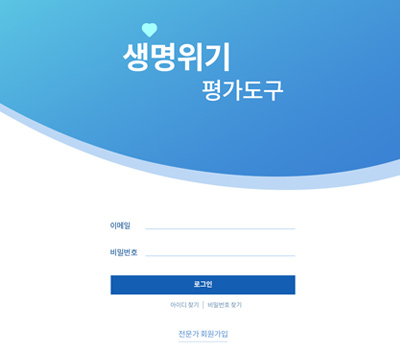 생명위기
평가도구
이메일
비밀번호
로그인
아이디 찾기 | 비밀번호 찾기
전문가 회원가입